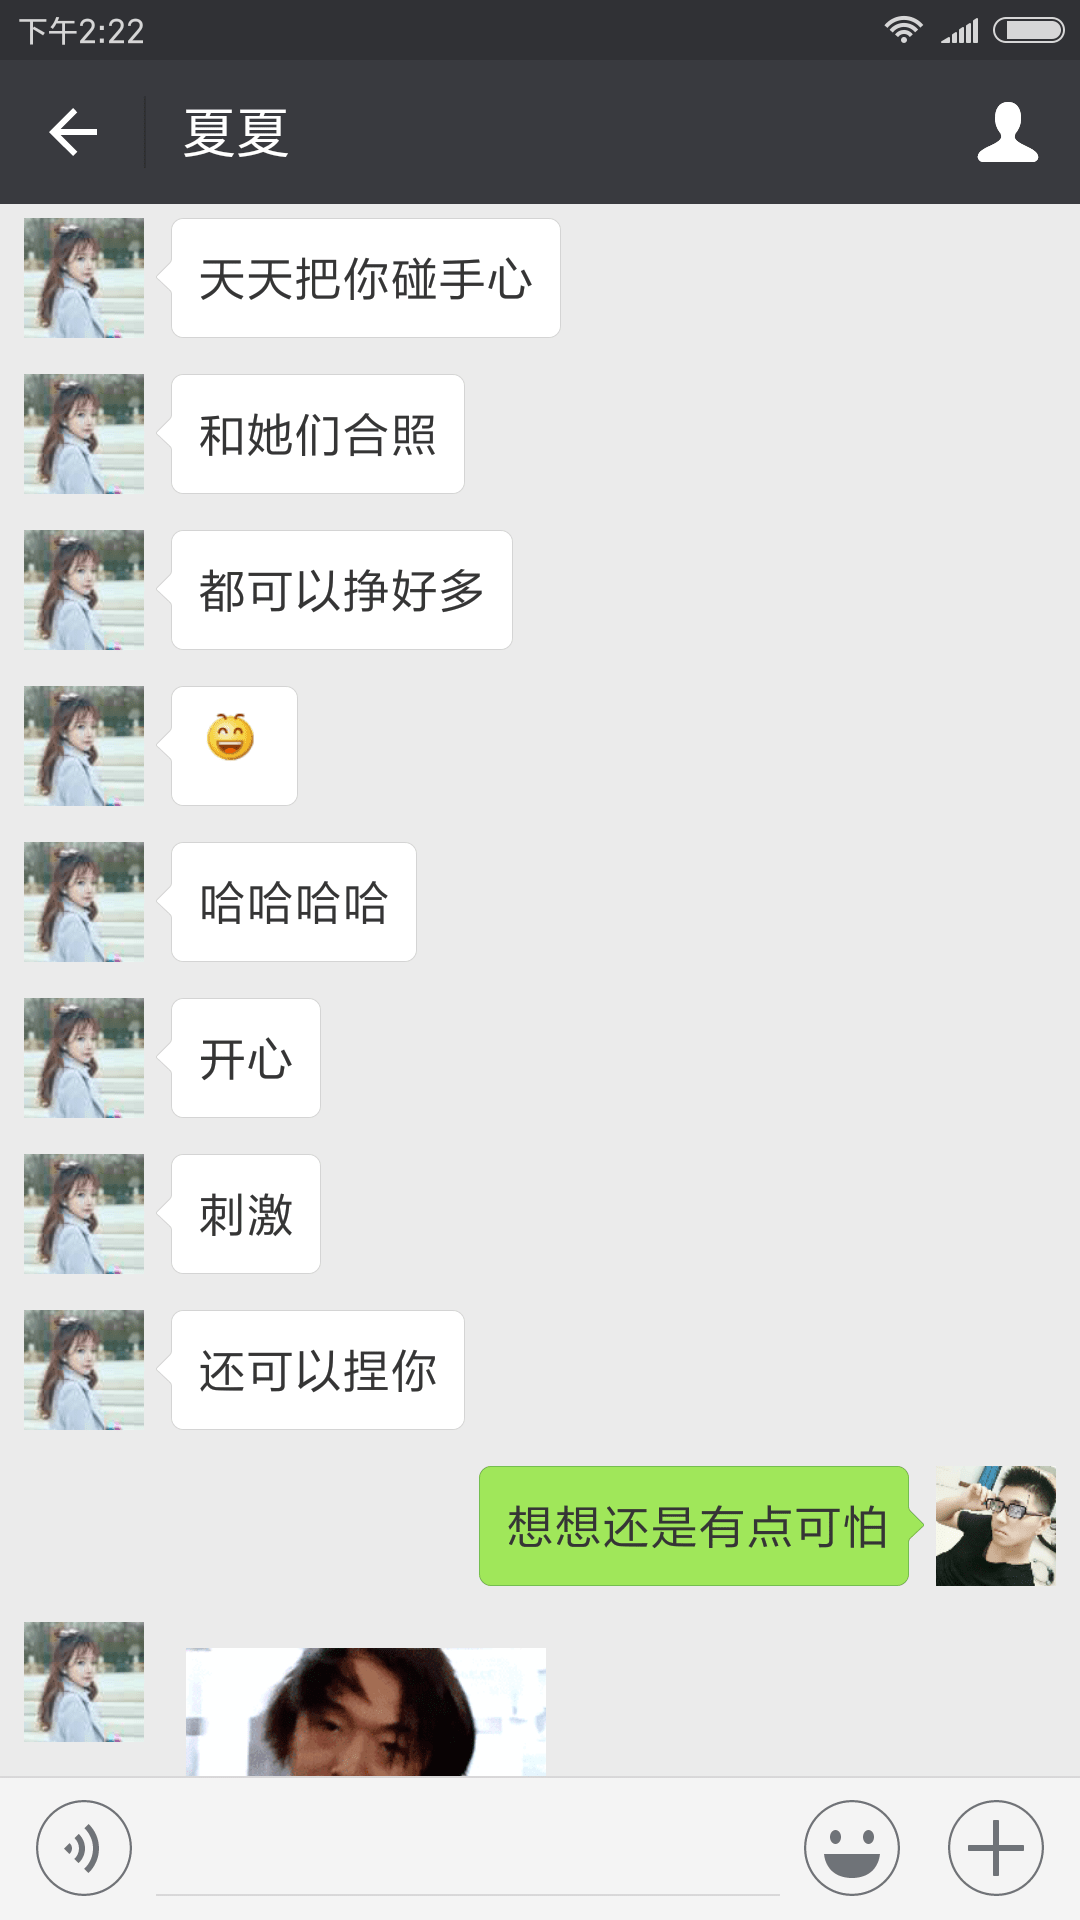 下午2:22
夏夏
天天把你碰手心
和她们合照
都可以挣好多
哈哈哈哈
开心
刺激
还可以捏你
想想还是有点可怕